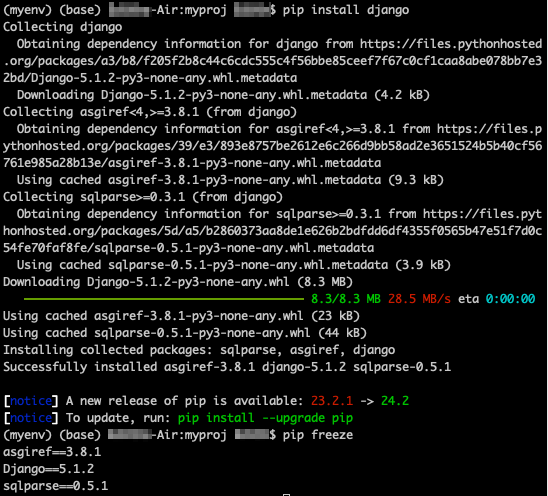 (myenv) (base) -Air:myproj $ pip install django
Collecting django
  Obtaining dependency information for django from https://files.pythonhosted
.org/packages/a3/b8/f205f2b8c44c6cdc555c4f56bbe85ceef7f67c0cf1caa8abe078bb7e3
2bd/Django-5.1.2-py3-none-any.whl.metadata
  Downloading Django-5.1.2-py3-none-any.whl.metadata (4.2 kB)
Collecting asgiref<4,>=3.8.1 (from django)
  Obtaining dependency information for asgiref<4,>=3.8.1 from https://files.p
ythonhosted.org/packages/39/e3/893e8757be2612e6c266d9bb58ad2e3651524b5b40cf56
761e985a28b13e/asgiref-3.8.1-py3-none-any.whl.metadata
  Using cached asgiref-3.8.1-py3-none-any.whl.metadata (9.3 kB)
Collecting sqlparse>=0.3.1 (from django)
  Obtaining dependency information for sqlparse>=0.3.1 from https://files.pyt
honhosted.org/packages/5d/a5/b2860373aa8de1e626b2bdfdd6df4355f0565b47e51f7d0c
54fe70faf8fe/sqlparse-0.5.1-py3-none-any.whl.metadata
  Using cached sqlparse-0.5.1-py3-none-any.whl.metadata (3.9 kB)
Downloading Django-5.1.2-py3-none-any.whl (8.3 MB)
8.3/8.3 MB 28.5 MB/s eta 0:00:00
Using cached asgiref-3.8.1-py3-none-any.whl (23 kB)
Using cached sqlparse-0.5.1-py3-none-any.whl (44 kB)
Installing collected packages: sqlparse, asgiref, django
Successfully installed asgiref-3.8.1 django-5.1.2 sqlparse-0.5.1
[notice] A new release of pip is available: 23.2.1 -> 24.2
[notice] To update, run: pip install --upgrade pip
(myenv) (base) -Air:myproj $ pip freeze
asgiref==3.8.1
Django==5.1.2
sqlparse==0.5.1